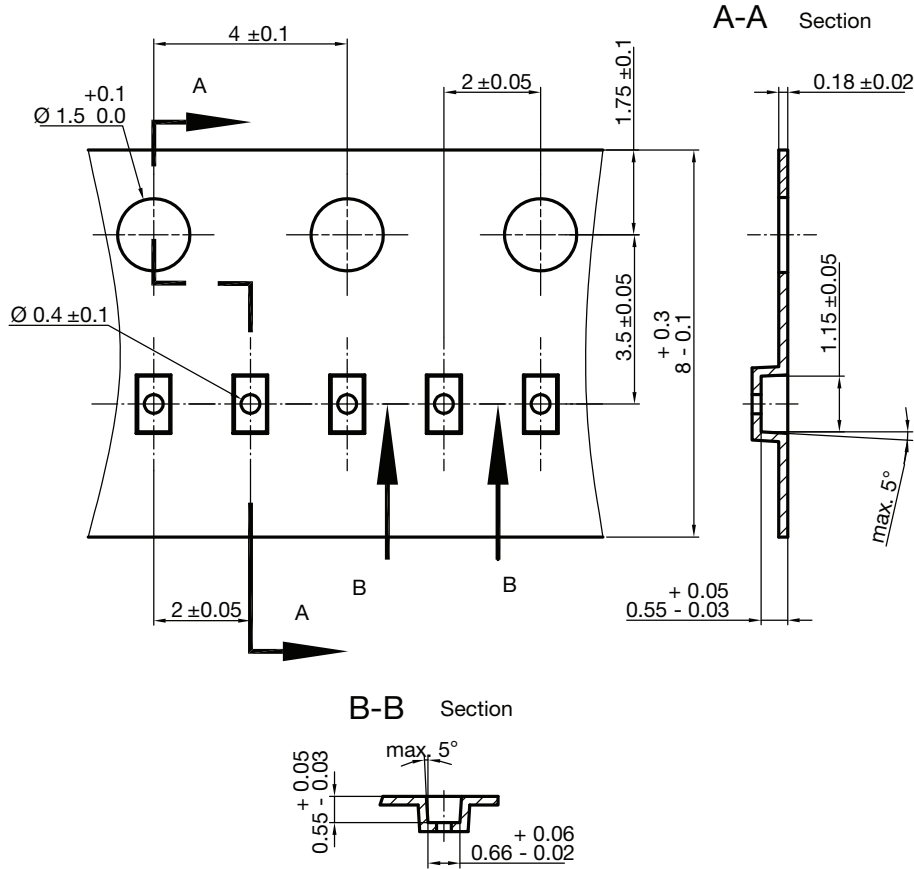 A-A Section
4 ±0.1
+0.1
Ø 1.5 0.0
A
2 ±0.05
1.75 ±0.1
0.18 ±0.02
Ø 0.4 ±0.1
3.5 ±0.05
+ 0.3
8 - 0.1
1.15 ±0.05
max. 5°
B
B
2 ±0.05
A
+ 0.05
0.55 - 0.03
B-B Section
max. 5°
+ 0.05
0.55 - 0.03
+ 0.06
0.66 - 0.02